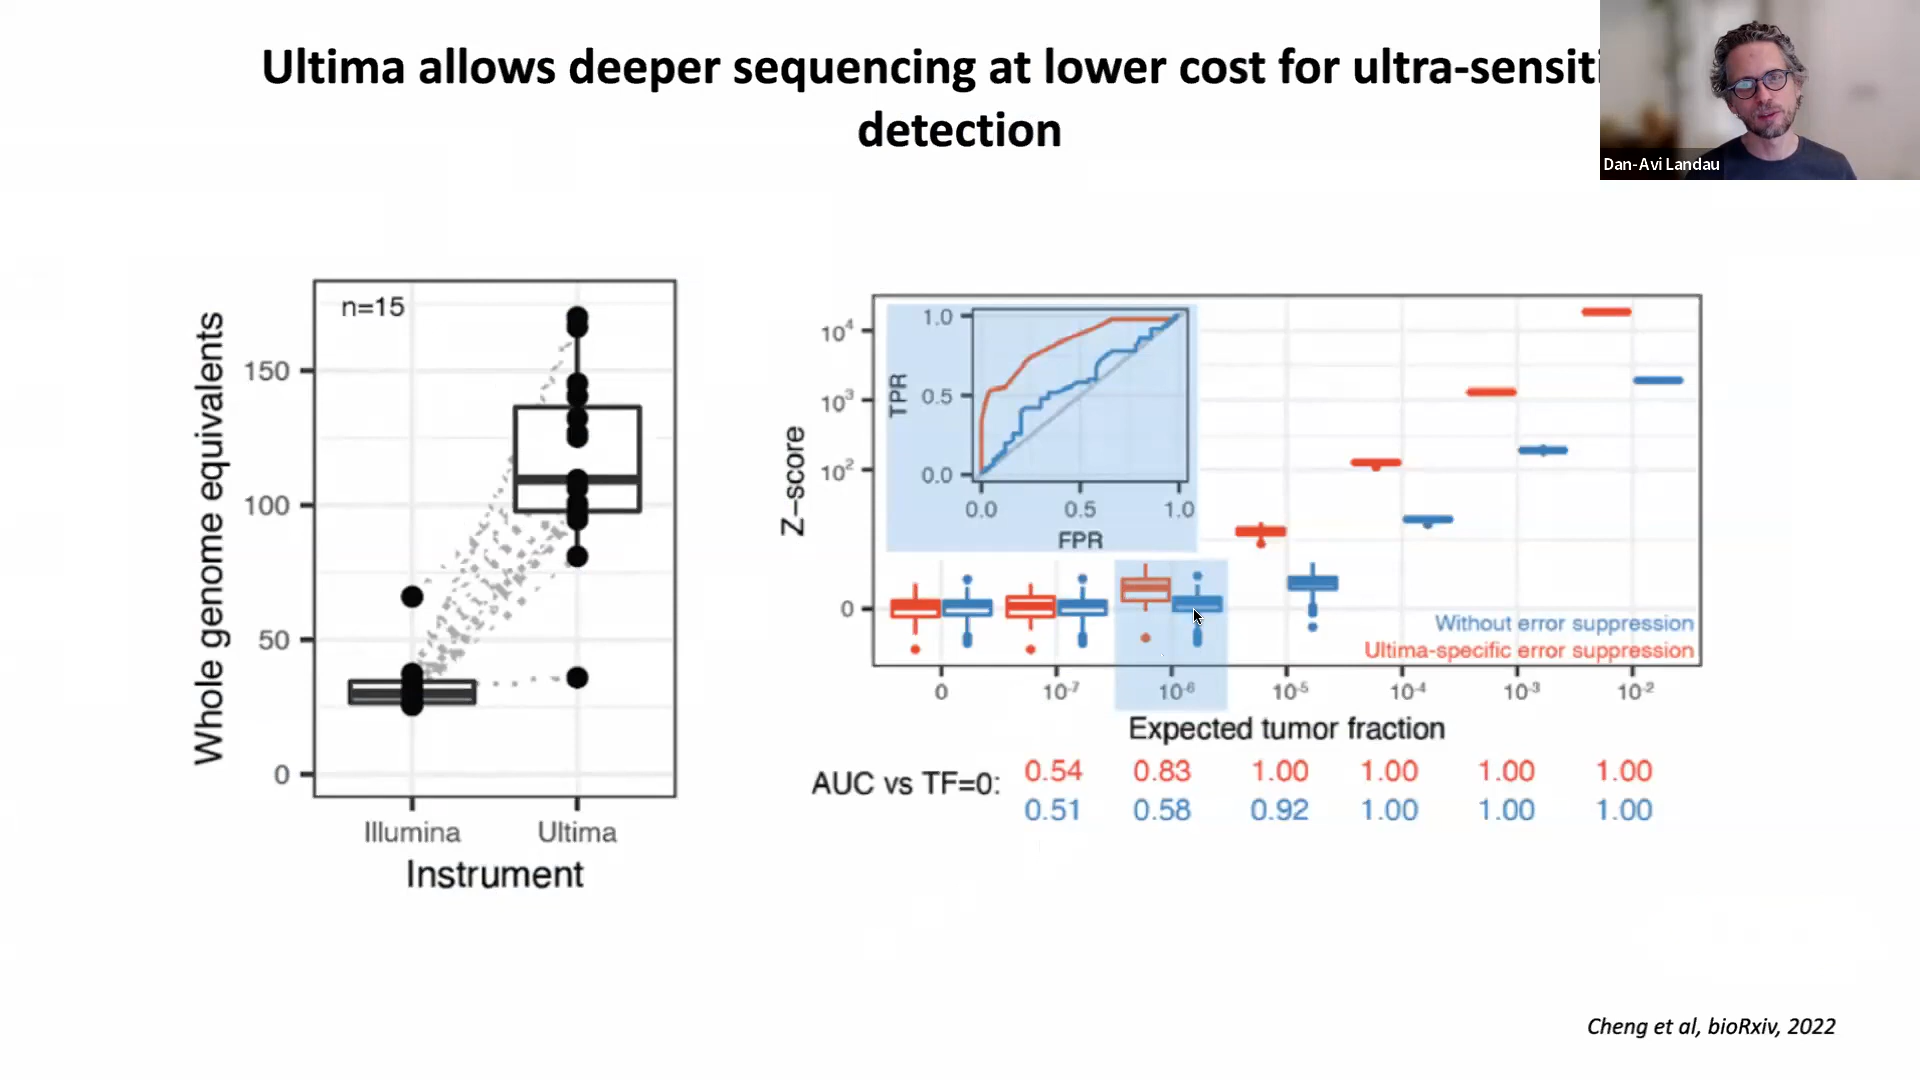 Ultima allows deeper sequencing at lower cost for ultra-sensiti
detection
Dan-Avi Landau
n=15
Whole genome equivalents
150
100
50
0
Illumina
Ultima
Instrument
Z-score
10⁴
10³
10²
0
TPR
1.0
0.5
0.0
0.0
0.5
1.0
FPR
Without error suppression
Ultima-specific error suppression
0
10⁻⁷
10⁻⁶
10⁻⁵
10⁻⁴
10⁻³
10⁻²
Expected tumor fraction
AUC vs TF=0:
0.54 0.83 1.00 1.00 1.00 1.00
0.51 0.58 0.92 1.00 1.00 1.00
Cheng et al, bioRxiv, 2022